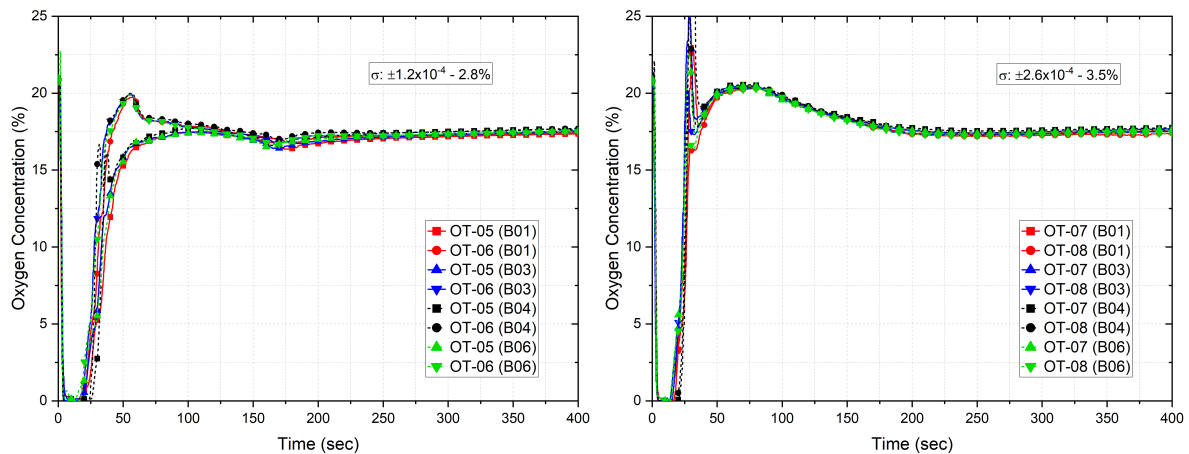 25
20
15
10
5
0
0
50
100
150
200
250
300
350
400
Oxygen Concentration (%)
Time (sec)
σ: ±1.2x10⁻⁴ - 2.8%
OT-05 (B01)
OT-06 (B01)
OT-05 (B03)
OT-06 (B03)
OT-05 (B04)
OT-06 (B04)
OT-05 (B06)
OT-06 (B06)
25
20
15
10
5
0
0
50
100
150
200
250
300
350
400
Oxygen Concentration (%)
Time (sec)
σ: ±2.6x10⁻⁴ - 3.5%
OT-07 (B01)
OT-08 (B01)
OT-07 (B03)
OT-08 (B03)
OT-07 (B04)
OT-08 (B04)
OT-07 (B06)
OT-08 (B06)